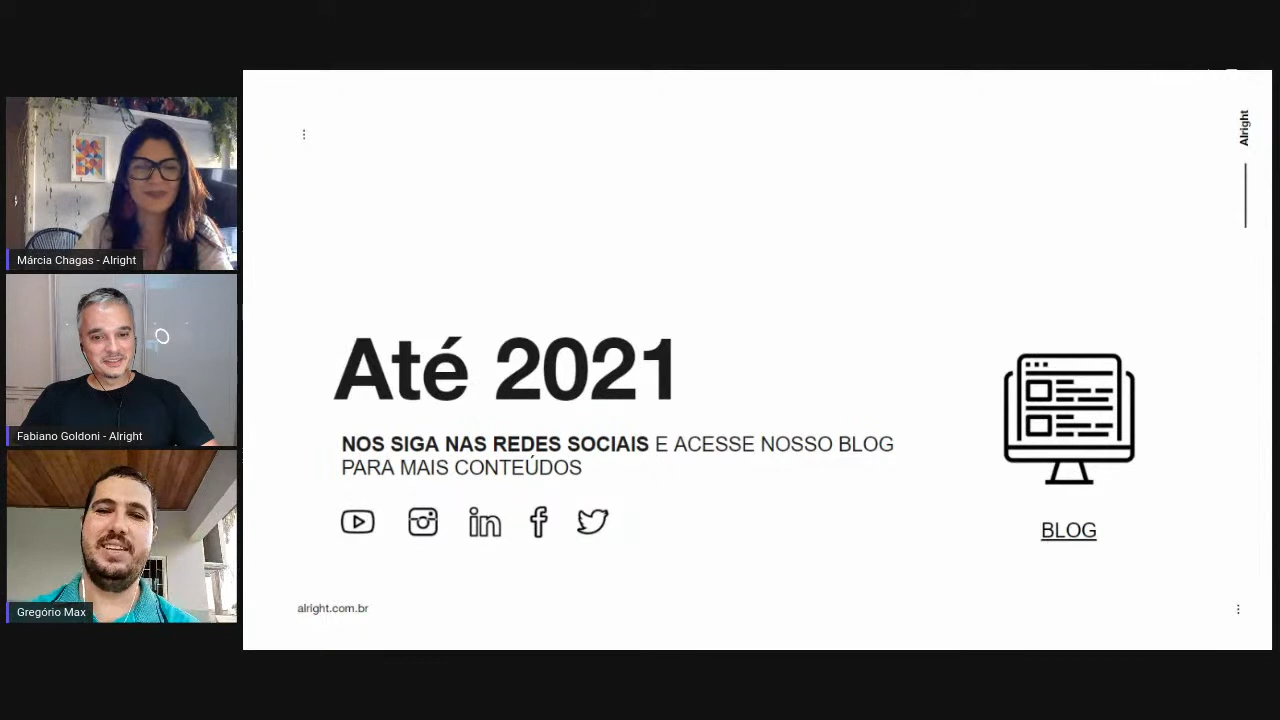 Márcia Chagas - Alright
Fabiano Goldoni - Alright
Gregório Max
Alright
Até 2021
NOS SIGA NAS REDES SOCIAIS E ACESSE NOSSO BLOG
PARA MAIS CONTEÚDOS
BLOG
alright.com.br